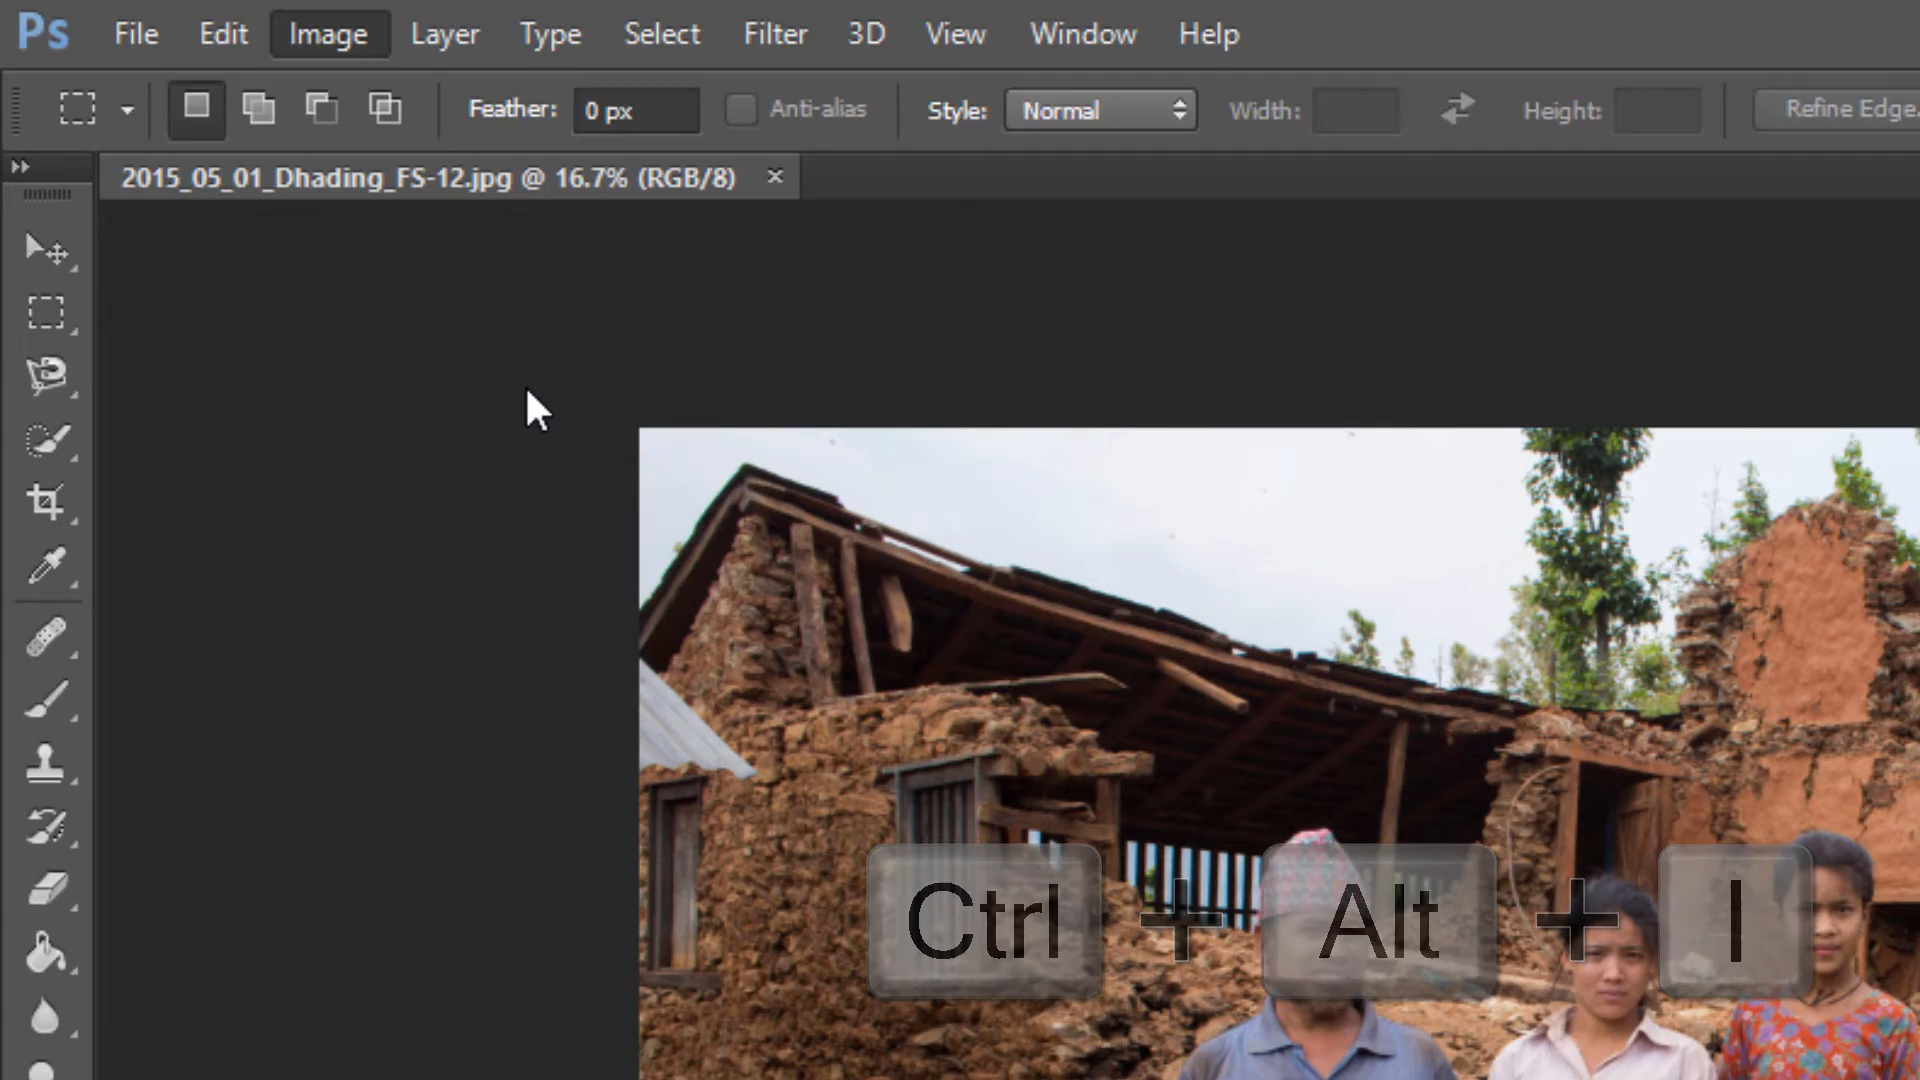 Ps File Edit Image Layer Type Select Filter 3D View Window Help
Feather: 0 px Anti-alias Style: Normal Width: Height: Refine Edge.
2015_05_01_Dhading_FS-12.jpg @ 16.7% (RGB/8) ×
Ctrl + Alt + I